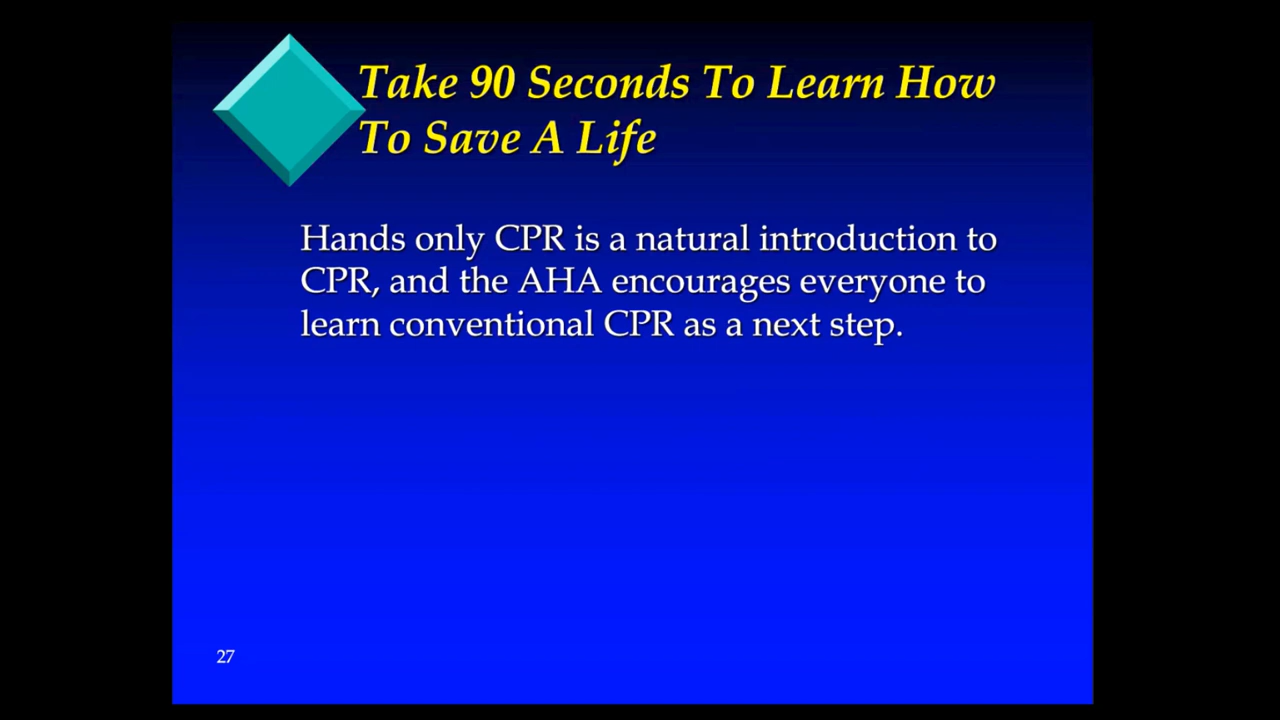 Take 90 Seconds To Learn How
To Save A Life
Hands only CPR is a natural introduction to
CPR, and the AHA encourages everyone to
learn conventional CPR as a next step.
27